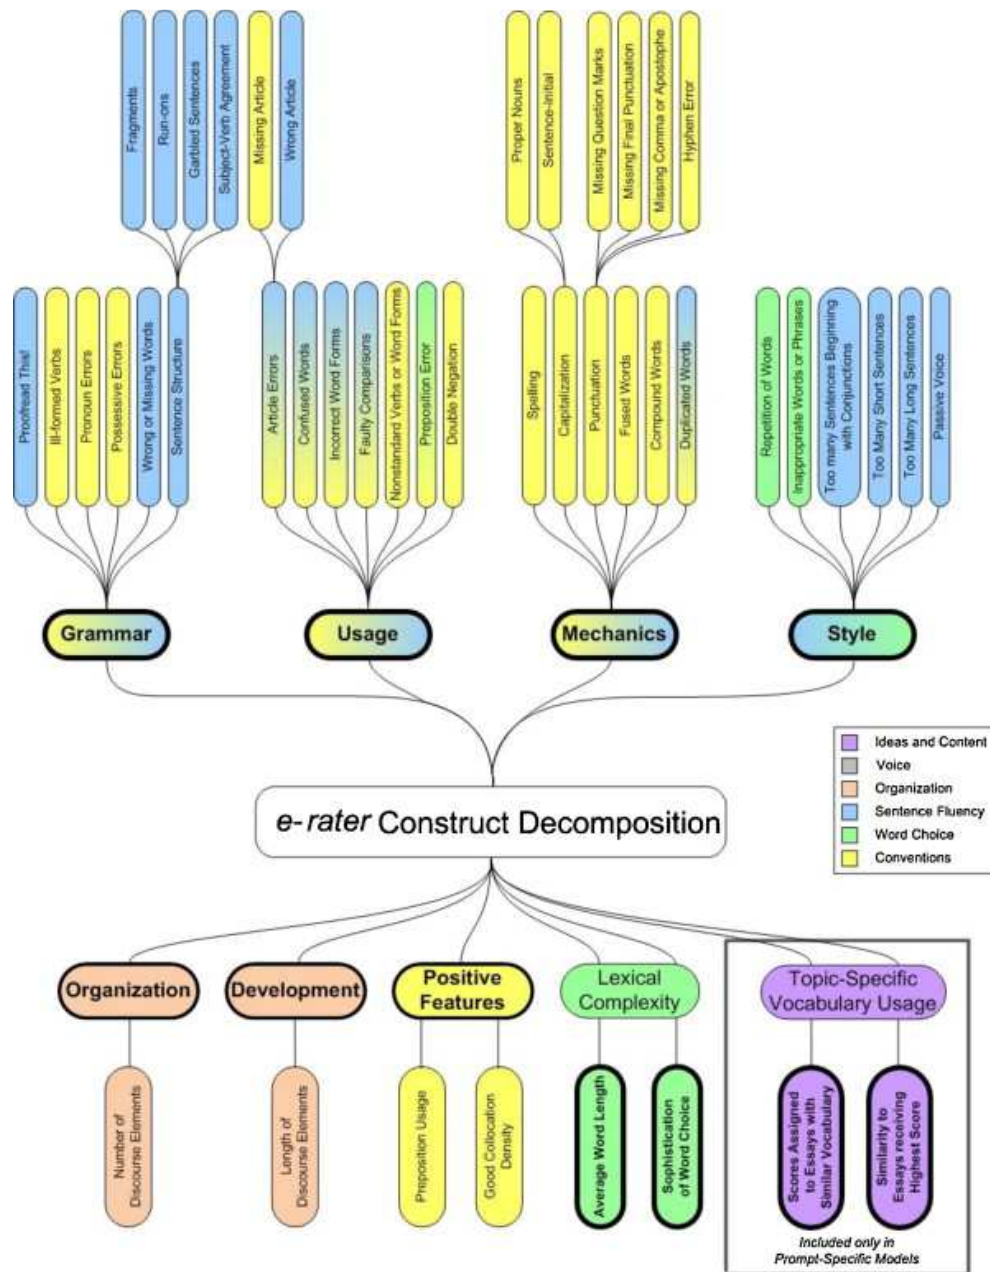 Fragments
Run-ons
Garbled Sentences
Subject-Verb Agreement
Missing Article
Wrong Article
Proper Nouns
Sentence-Initial
Missing Question Marks
Missing Final Punctuation
Missing Comma or Apostophe
Hyphen Error
Proofread This!
Ill-formed Verbs
Pronoun Errors
Possessive Errors
Wrong or Missing Words
Sentence Structure
Article Errors
Confused Words
Incorrect Word Forms
Faulty Comparisons
Nonstandard Verbs or Word Forms
Preposition Error
Double Negation
Spelling
Capitalization
Punctuation
Fused Words
Compound Words
Duplicated Words
Repetition of Words
Inappropriate Words or Phrases
Too many Sentences Beginning
with Conjunctions
Too Many Short Sentences
Too Many Long Sentences
Passive Voice
Grammar
Usage
Mechanics
Style
Ideas and Content
Voice
Organization
Sentence Fluency
Word Choice
Conventions
e-rater Construct Decomposition
Organization
Development
Positive
Features
Lexical
Complexity
Topic-Specific
Vocabulary Usage
Number of
Discourse Elements
Length of
Discourse Elements
Preposition Usage
Good Collocation
Density
Average Word Length
Sophistication
of Word Choice
Scores Assigned
to Essays with
Similar Vocabulary
Similarity to
Essays receiving
Highest Score
Included only in
Prompt-Specific Models